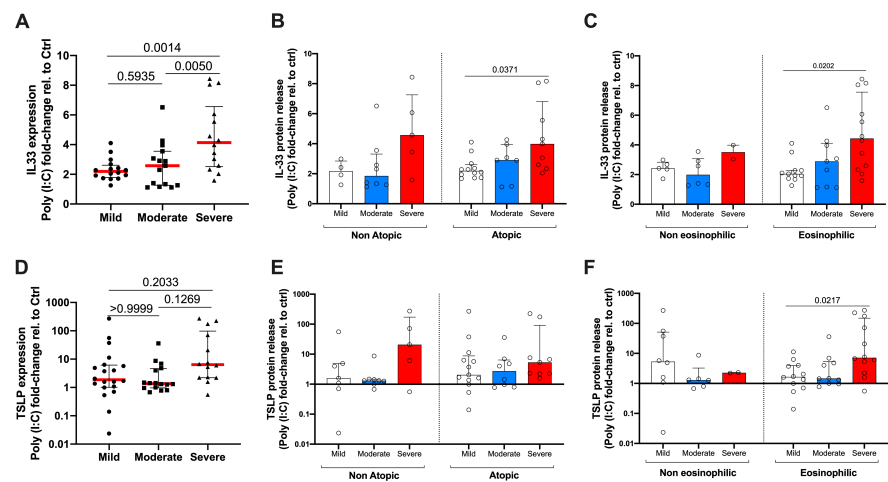 A
IL33 expression
Poly (I:C) fold-change rel. to Ctrl
10
8
6
4
2
0
0.0014
0.5935
0.0050
Mild
Moderate
Severe
B
IL-33 protein release
(Poly (I:C) fold-change rel. to ctrl)
10
8
6
4
2
0
0.0371
Mild
Moderate
Severe
Mild
Moderate
Severe
Non Atopic
Atopic
C
IL-33 protein release
(Poly (I:C) fold-change rel. to ctrl)
10
8
6
4
2
0
0.0202
Mild
Moderate
Severe
Mild
Moderate
Severe
Non eosinophilic
Eosinophilic
D
TSLP expression
Poly (I:C) fold-change rel. to Ctrl
1000
100
10
1
0.1
0.01
0.2033
>0.9999
0.1269
Mild
Moderate
Severe
E
TSLP protein release
(Poly (I:C) fold-change rel. to ctrl)
1000
100
10
1
0.1
0.01
Mild
Moderate
Severe
Mild
Moderate
Severe
Non Atopic
Atopic
F
TSLP protein release
(Poly (I:C) fold-change rel. to ctrl)
1000
100
10
1
0.1
0.01
0.0217
Mild
Moderate
Severe
Mild
Moderate
Severe
Non eosinophilic
Eosinophilic